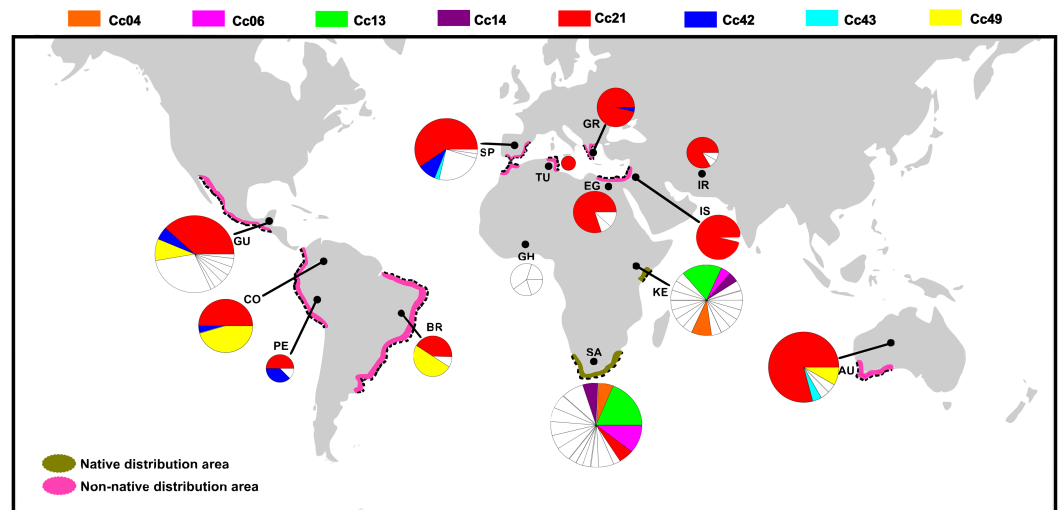 Cc04 Cc06 Cc13 Cc14 Cc21 Cc42 Cc43 Cc49
GR
SP
TU
IR
EG
IS
GU
GH
KE
CO
BR
PE
SA
AU
Native distribution area
Non-native distribution area